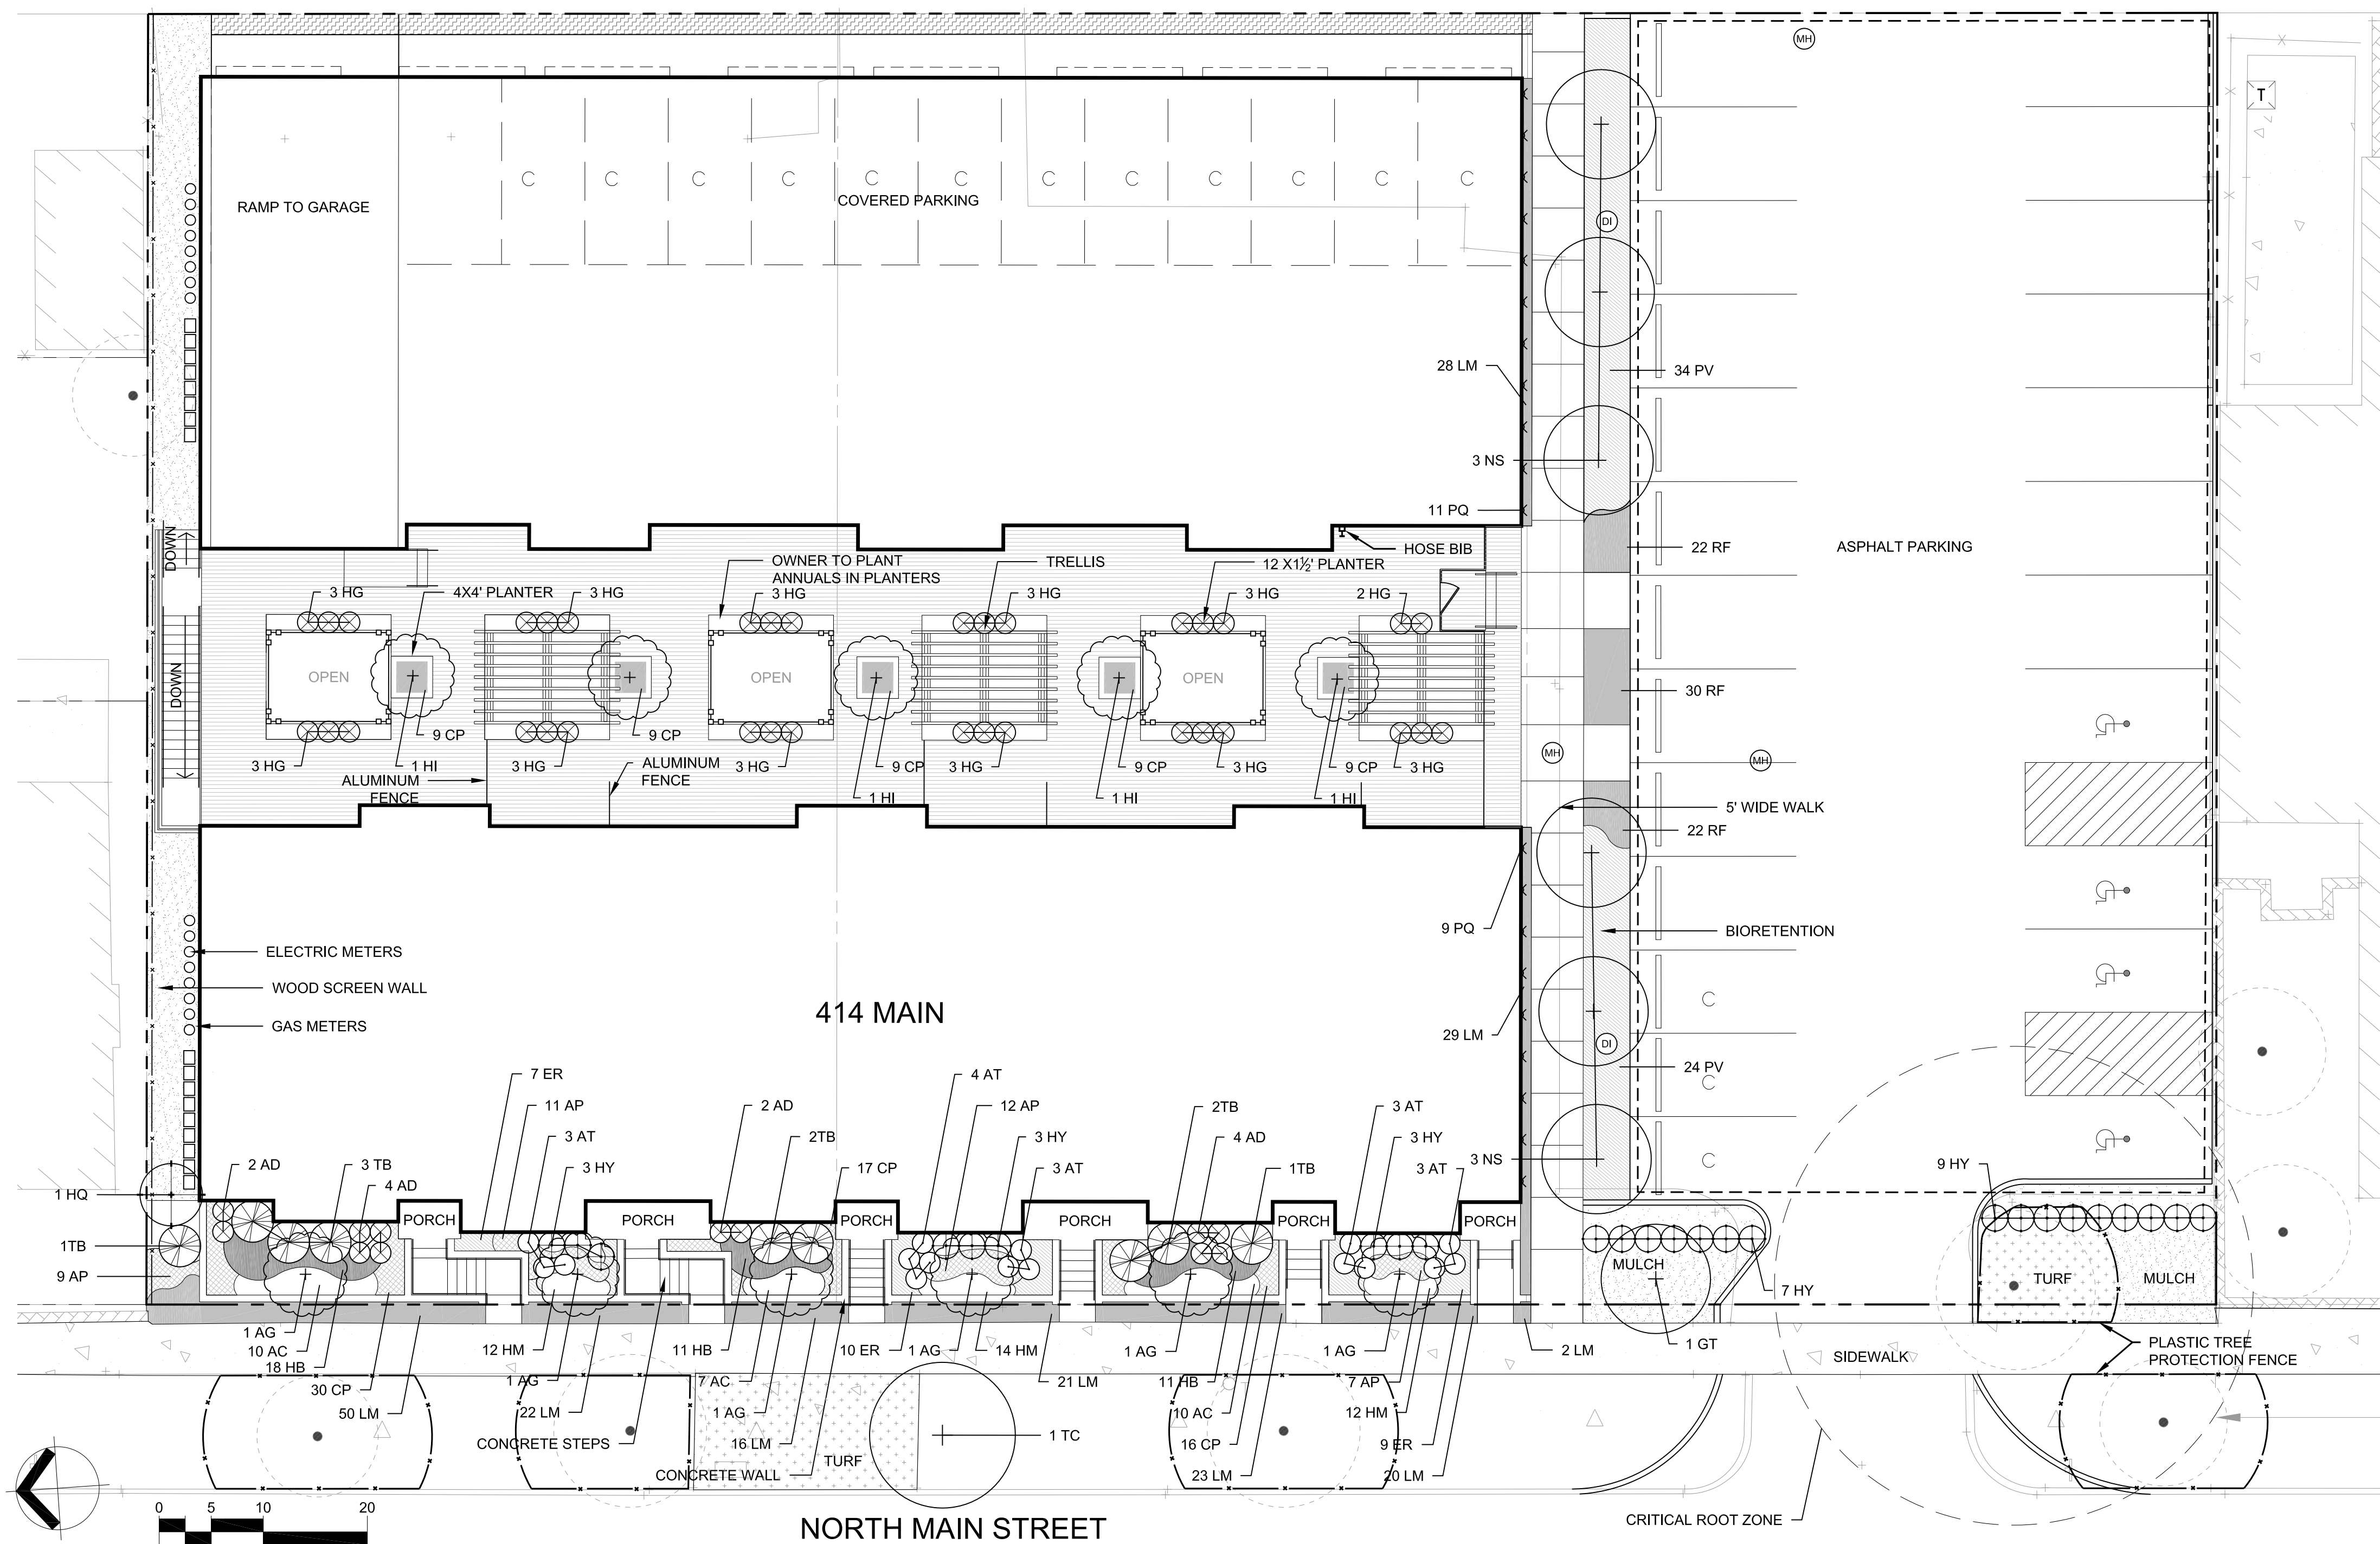 MH
T
C C C C C C C C C C C C
RAMP TO GARAGE
COVERED PARKING
DI
28 LM
34 PV
3 NS
11 PQ
DOWN
HOSE BIB
22 RF
ASPHALT PARKING
OWNER TO PLANT
ANNUALS IN PLANTERS
TRELLIS
12 X1½' PLANTER
3 HG
4X4' PLANTER
3 HG
3 HG
3 HG
3 HG
2 HG
DOWN
OPEN
OPEN
OPEN
30 RF
9 CP
9 CP
9 CP
9 CP
9 CP
3 HG
1 HI
3 HG
3 HG
3 HG
3 HG
3 HG
MH
MH
ALUMINUM
FENCE
ALUMINUM
FENCE
1 HI
1 HI
1 HI
5' WIDE WALK
22 RF
9 PQ
BIORETENTION
ELECTRIC METERS
WOOD SCREEN WALL
GAS METERS
414 MAIN
C
29 LM
DI
24 PV
C
7 ER
4 AT
11 AP
2 AD
12 AP
2TB
3 AT
3 AT
2TB
3 HY
4 AD
3 HY
2 AD
3 TB
3 HY
17 CP
3 AT
1TB
3 AT
3 NS
C
9 HY
4 AD
1 HQ
PORCH
PORCH
PORCH
PORCH
PORCH
PORCH
1TB
9 AP
MULCH
TURF
MULCH
7 HY
1 AG
10 AC
18 HB
30 CP
50 LM
12 HM
1 AG
22 LM
11 HB
7 AC
1 AG
16 LM
10 ER
1 AG
14 HM
21 LM
1 AG
11 HB
10 AC
16 CP
23 LM
1 AG
7 AP
12 HM
9 ER
20 LM
2 LM
1 GT
SIDEWALK
PLASTIC TREE
PROTECTION FENCE
CONCRETE STEPS
CONCRETE WALL
TURF
1 TC
0 5 10 20
NORTH MAIN STREET
CRITICAL ROOT ZONE